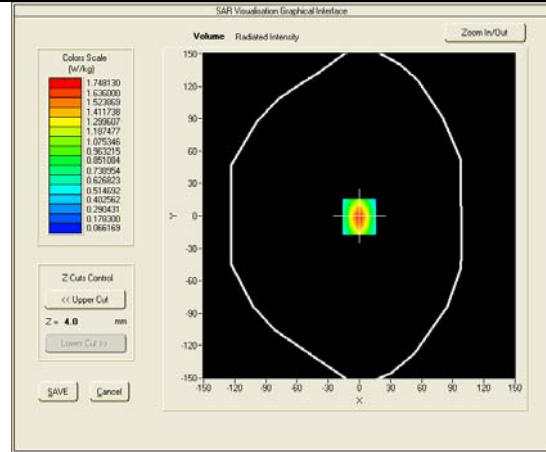 SAR Visualisation Graphical Interface
Volume Radiated Intensity
Zoom In/Out
Colors Scale
(W/kg)
1.748130
1.636000
1.523869
1.411738
1.299607
1.187477
1.075346
0.963215
0.851084
0.738954
0.626823
0.514692
0.402562
0.290431
0.178300
0.066169
Z Cuts Control
<< Upper Cut
Z = 4.0 mm
Lower Cut >>
SAVE Cancel
150
120
90
60
30
0
-30
-60
-90
-120
-150
Y
-150 -120 -90 -60 -30 0 30 60 90 120 150
X